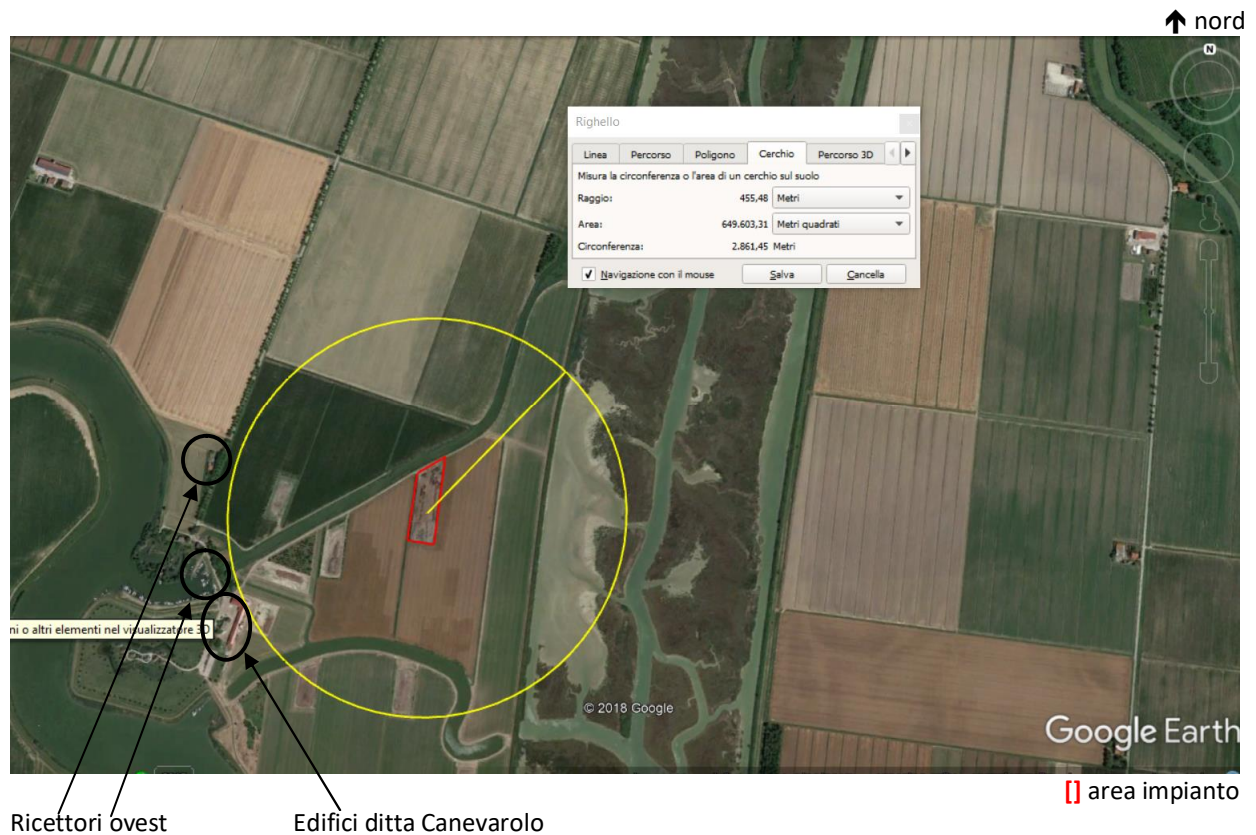 🡹 nord
N
Righello
Linea Percorso Poligono Cerchio Percorso 3D
Misura la circonferenza o l'area di un cerchio sul suolo
Raggio: 455,48 Metri
Area: 649.603,31 Metri quadrati
Circonferenza: 2.861,45 Metri
Navigazione con il mouse Salva Cancella
ni o altri elementi nel visualizzatore 3D
© 2018 Google
Google Earth
[] area impianto
Ricettori ovest Edifici ditta Canevarolo